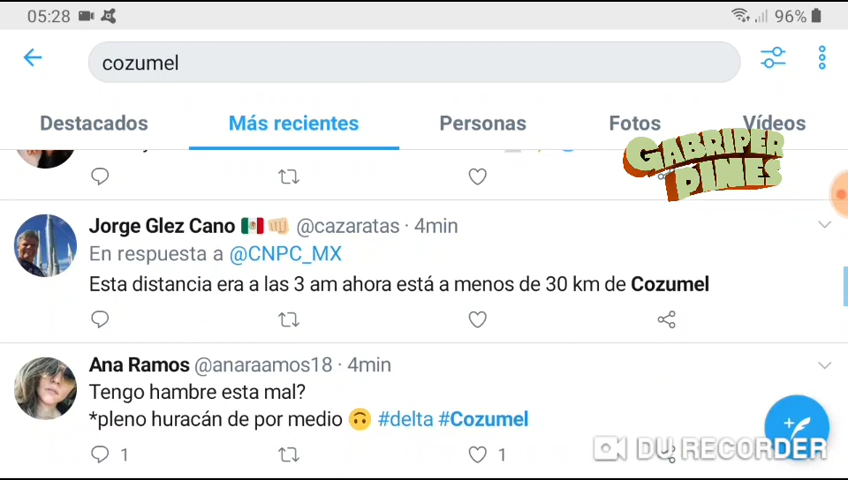 05:28
96%
cozumel
Destacados
Más recientes
Personas
Fotos
Vídeos
GABRIPER
DIMES
Jorge Glez Cano 🇲🇽👊🏻 @cazaratas · 4min
En respuesta a @CNPC_MX
Esta distancia era a las 3 am ahora está a menos de 30 km de Cozumel
Ana Ramos @anaraamos18 · 4min
Tengo hambre esta mal?
*pleno huracán de por medio 🙃 #delta #Cozumel
1
1
DU RECORDER